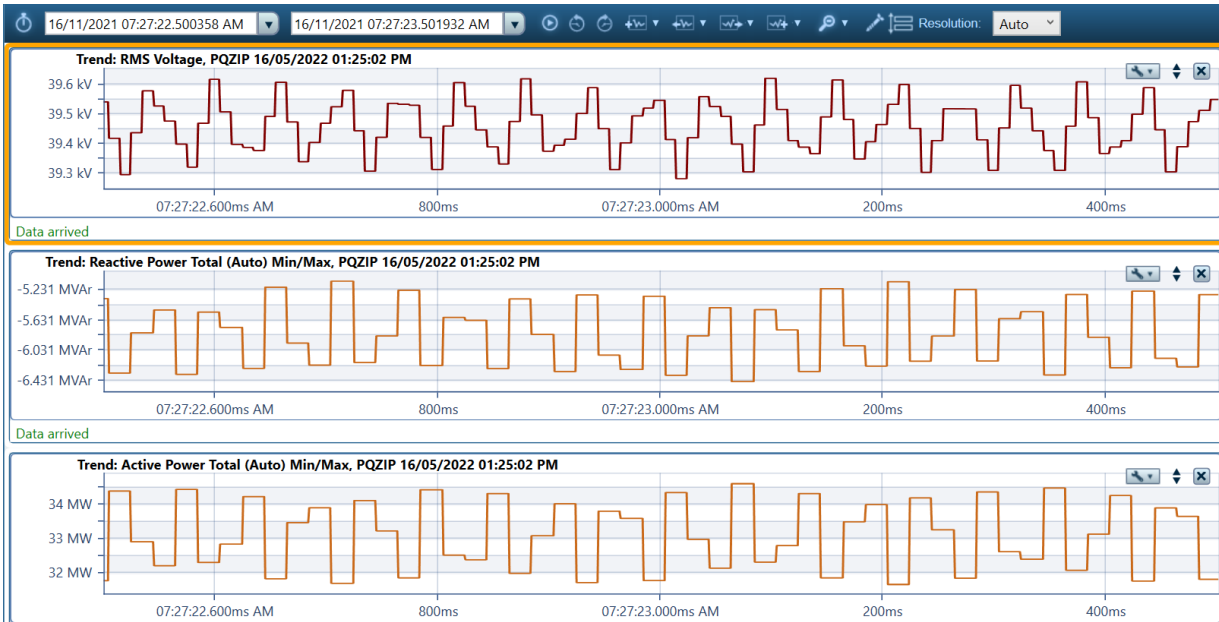 16/11/2021 07:27:22.500358 AM 16/11/2021 07:27:23.501932 AM Resolution: Auto
Trend: RMS Voltage, PQZIP 16/05/2022 01:25:02 PM
39.6 kV
39.5 kV
39.4 kV
39.3 kV
07:27:22.600ms AM 800ms 07:27:23.000ms AM 200ms 400ms
Data arrived
Trend: Reactive Power Total (Auto) Min/Max, PQZIP 16/05/2022 01:25:02 PM
-5.231 MVAr
-5.631 MVAr
-6.031 MVAr
-6.431 MVAr
07:27:22.600ms AM 800ms 07:27:23.000ms AM 200ms 400ms
Data arrived
Trend: Active Power Total (Auto) Min/Max, PQZIP 16/05/2022 01:25:02 PM
34 MW
33 MW
32 MW
07:27:22.600ms AM 800ms 07:27:23.000ms AM 200ms 400ms